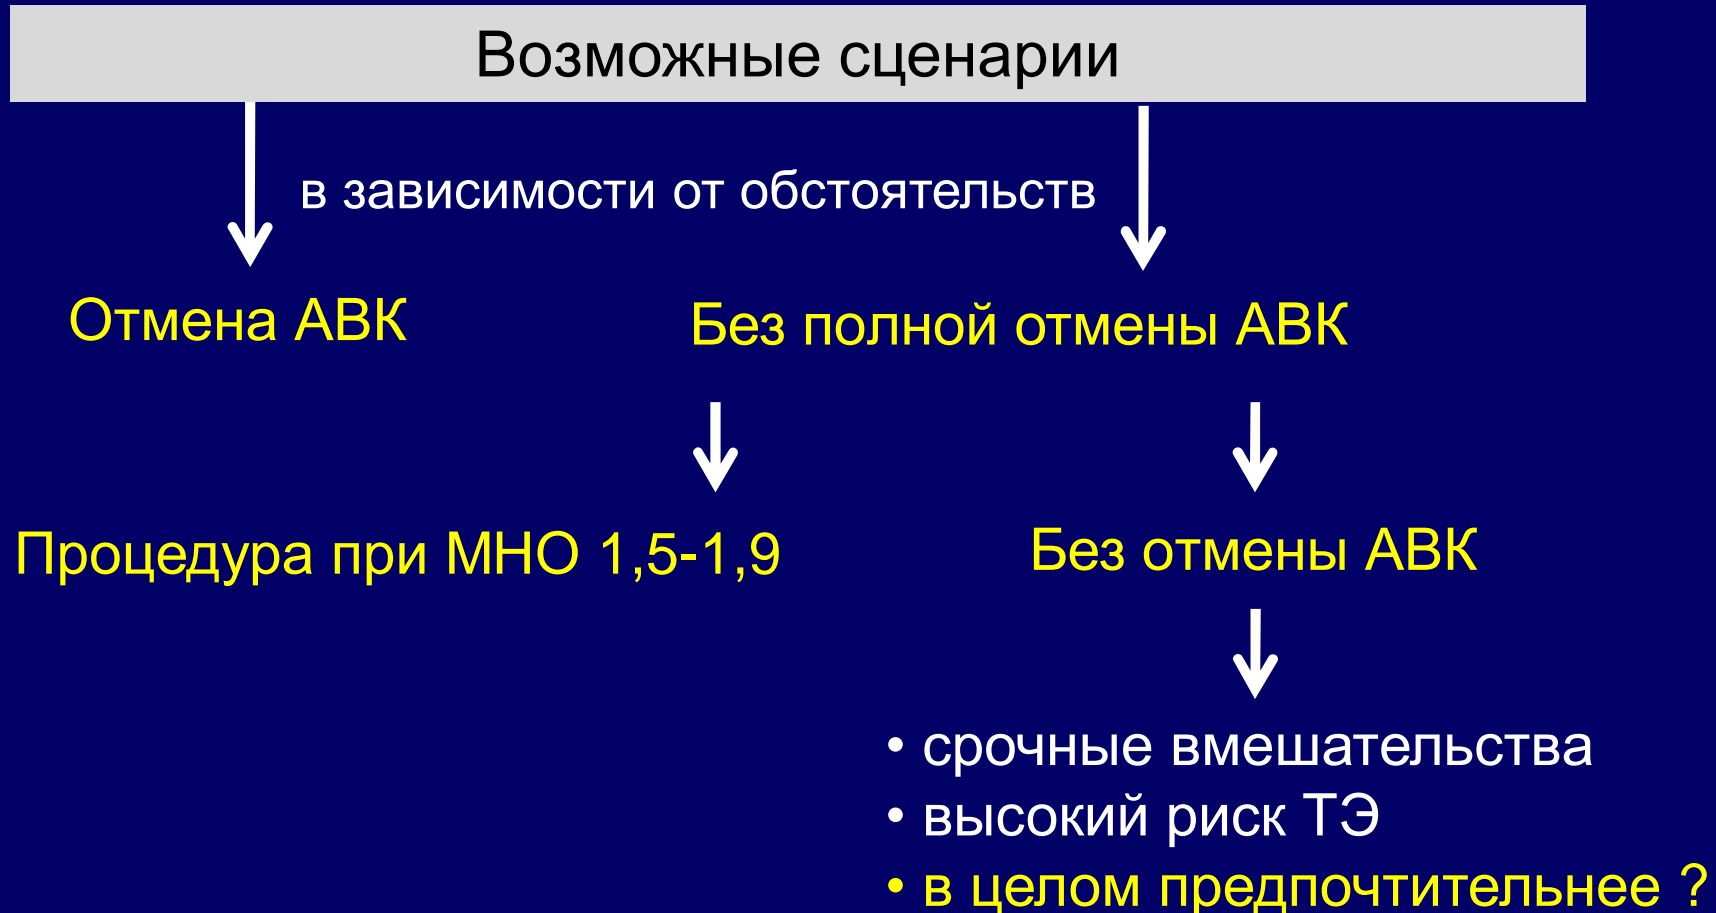 Возможные сценарии
в зависимости от обстоятельств
Отмена АВК
Без полной отмены АВК
Процедура при МНО 1,5-1,9
Без отмены АВК
• срочные вмешательства
• высокий риск ТЭ
• в целом предпочтительнее ?